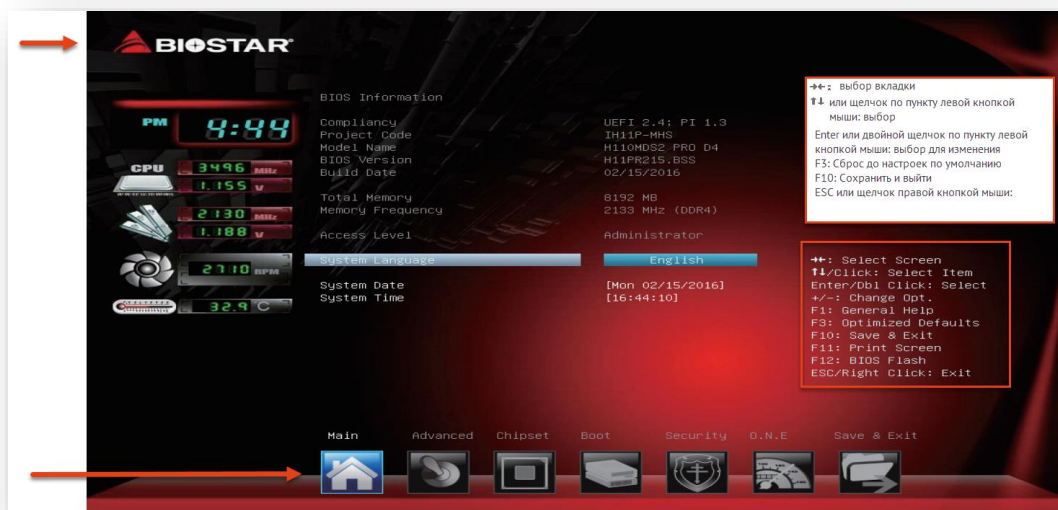 BIOSTAR
BIOS Information
Compliancy UEFI 2.4; PI 1.3
Project Code IH11P-MHS
Model Name H110MDS2 PRO D4
BIOS Version H11PR215.BSS
Build Date 02/15/2016
Total Memory 8192 MB
Memory Frequency 2133 MHz (DDR4)
Access Level Administrator
System Language English
System Date [Mon 02/15/2016]
System Time [16:44:10]
PM 4:44
CPU 3496 MHz
1.155 V
2130 MHz
1.188 V
2710 RPM
32.9 C
→←: выбор вкладки
↑↓ или щелчок по пункту левой кнопкой
мыши: выбор
Enter или двойной щелчок по пункту левой
кнопкой мыши: выбор для изменения
F3: Сброс до настроек по умолчанию
F10: Сохранить и выйти
ESC или щелчок правой кнопкой мыши:
→←: Select Screen
↑↓/Click: Select Item
Enter/Dbl Click: Select
+/-: Change Opt.
F1: General Help
F3: Optimized Defaults
F10: Save & Exit
F11: Print Screen
F12: BIOS Flash
ESC/Right Click: Exit
Main Advanced Chipset Boot Security O.N.E Save & Exit